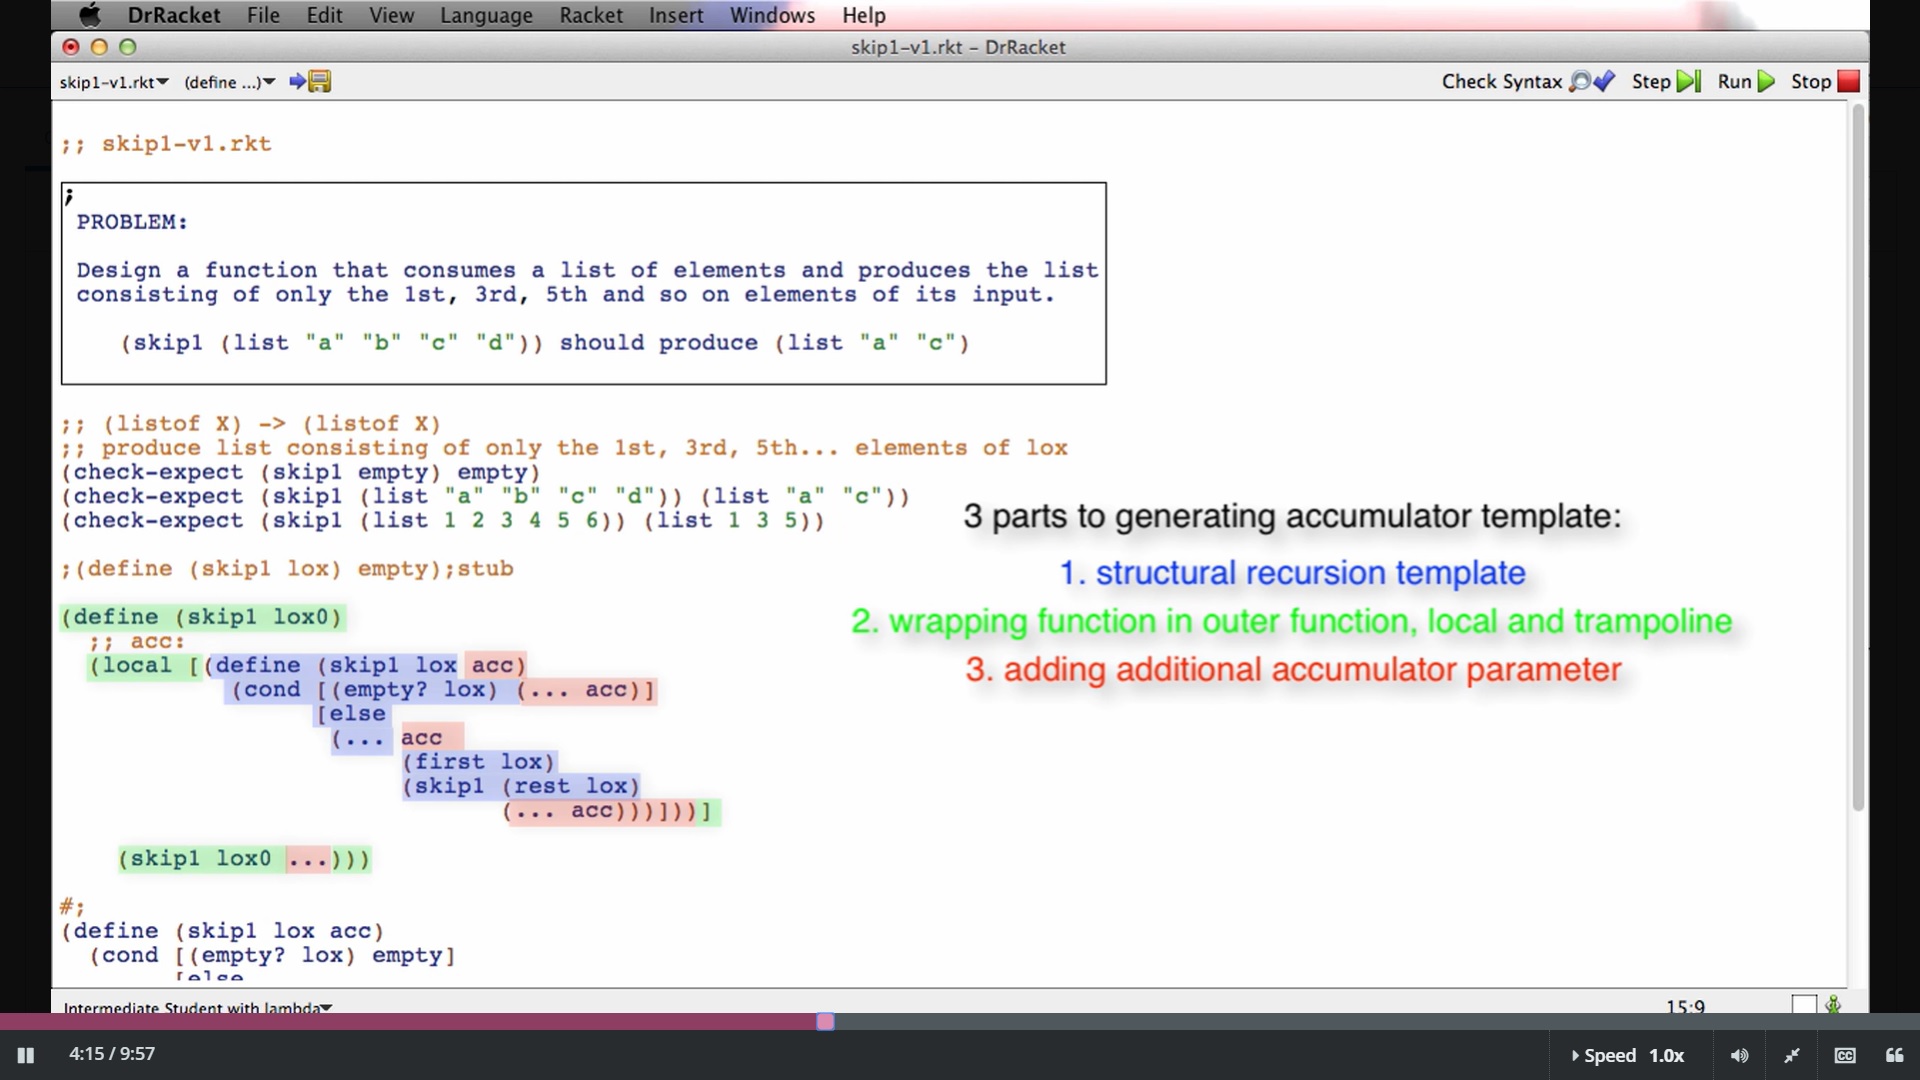 DrRacket File Edit View Language Racket Insert Windows Help
skip1-v1.rkt - DrRacket
skip1-v1.rkt (define ...) Check Syntax Step Run Stop
;; skip1-v1.rkt
;
PROBLEM:
Design a function that consumes a list of elements and produces the list
consisting of only the 1st, 3rd, 5th and so on elements of its input.
(skip1 (list "a" "b" "c" "d")) should produce (list "a" "c")
;; (listof X) -> (listof X)
;; produce list consisting of only the 1st, 3rd, 5th... elements of lox
(check-expect (skip1 empty) empty)
(check-expect (skip1 (list "a" "b" "c" "d")) (list "a" "c"))
(check-expect (skip1 (list 1 2 3 4 5 6)) (list 1 3 5))
;(define (skip1 lox) empty);stub
(define (skip1 lox0)
;; acc:
(local [(define (skip1 lox acc)
(cond [(empty? lox) (... acc)]
[else
(... acc
(first lox)
(skip1 (rest lox)
(... acc)))]))]
(skip1 lox0 ...)))
3 parts to generating accumulator template:
1. structural recursion template
2. wrapping function in outer function, local and trampoline
3. adding additional accumulator parameter
#;
(define (skip1 lox acc)
(cond [(empty? lox) empty]
[else
Intermediate Student with lambda 15:9
4:15 / 9:57 Speed 1.0x CC